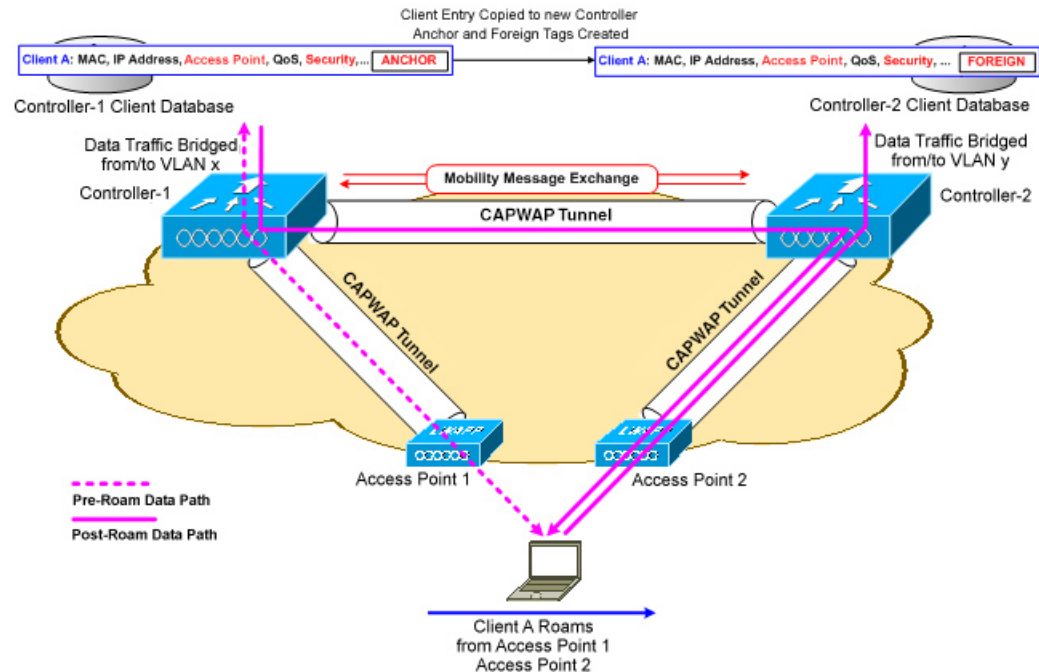 Client Entry Copied to new Controller
Anchor and Foreign Tags Created
Client A: MAC, IP Address, Access Point, QoS, Security,... ANCHOR
Client A: MAC, IP Address, Access Point, QoS, Security, ... FOREIGN
Controller-1 Client Database
Controller-2 Client Database
Data Traffic Bridged
from/to VLAN x
Data Traffic Bridged
from/to VLAN y
Controller-1
Mobility Message Exchange
Controller-2
CAPWAP Tunnel
CAPWAP Tunnel
CAPWAP Tunnel
Access Point 1
Access Point 2
Pre-Roam Data Path
Post-Roam Data Path
Client A Roams
from Access Point 1
Access Point 2